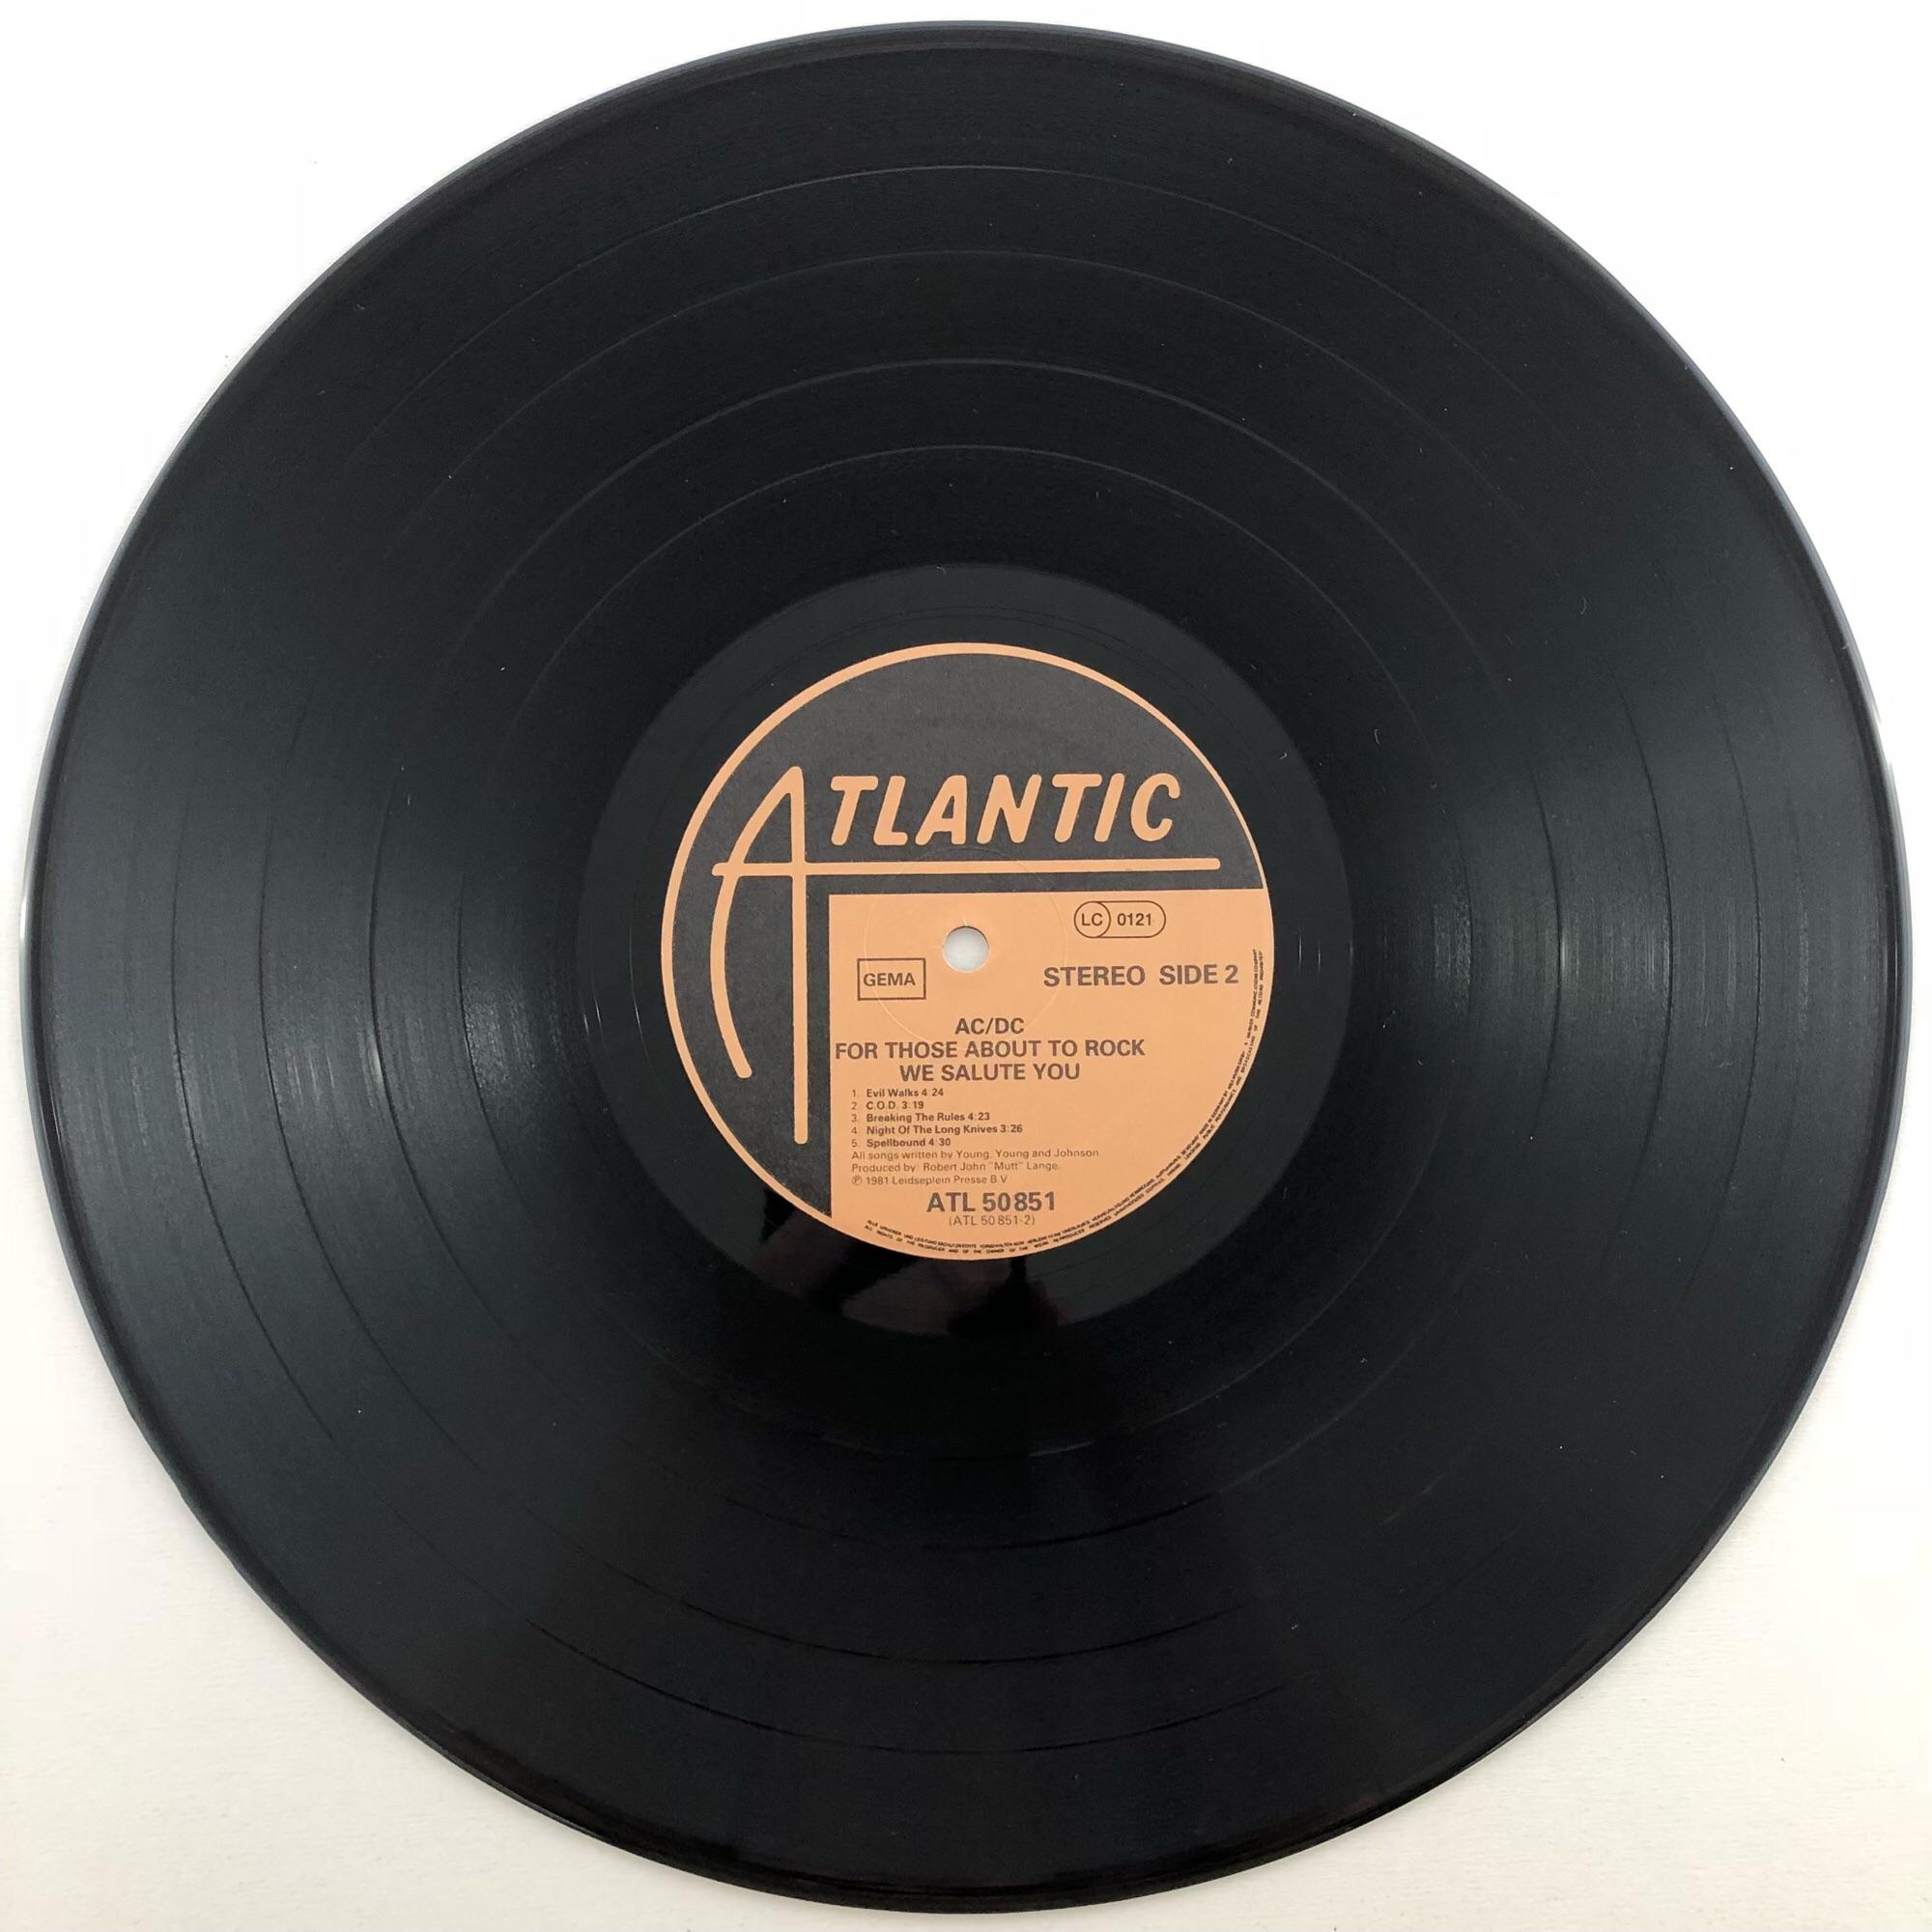 ATLANTIC
LC 0121
GEMA
STEREO SIDE 2
AC/DC
FOR THOSE ABOUT TO ROCK
WE SALUTE YOU
1. Evil Walks 4:24
2. C.O.D. 3:19
3. Breaking The Rules 4:23
4. Night Of The Long Knives 3:26
5. Spellbound 4:30
All songs written by Young, Young and Johnson.
Produced by: Robert John "Mutt" Lange.
℗ 1981 Leidseplein Presse B.V.
ATL 50851
(ATL 50 851-2)